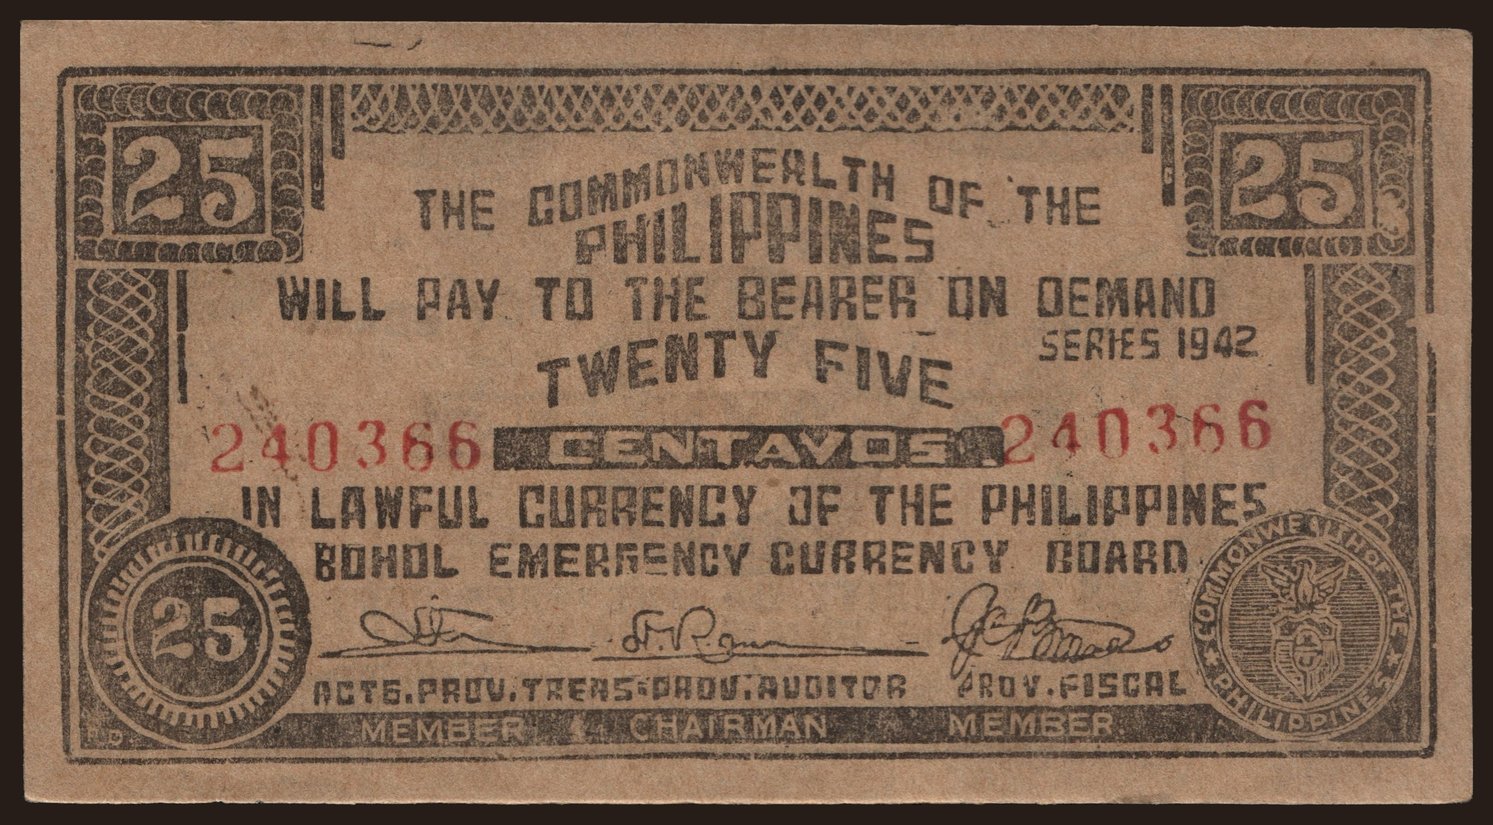 25
25
THE COMMONWEALTH OF THE
PHILIPPINES
WILL PAY TO THE BEARER ON DEMAND
SERIES 1942
TWENTY FIVE
240366 CENTAVOS 240366
IN LAWFUL CURRENCY OF THE PHILIPPINES
BOHOL EMERGENCY CURRENCY BOARD
25
COMMONWEALTH OF THE PHILIPPINES
ACTG. PROV. TREAS. PROV. AUDITOR PROV. FISCAL
MEMBER CHAIRMAN MEMBER